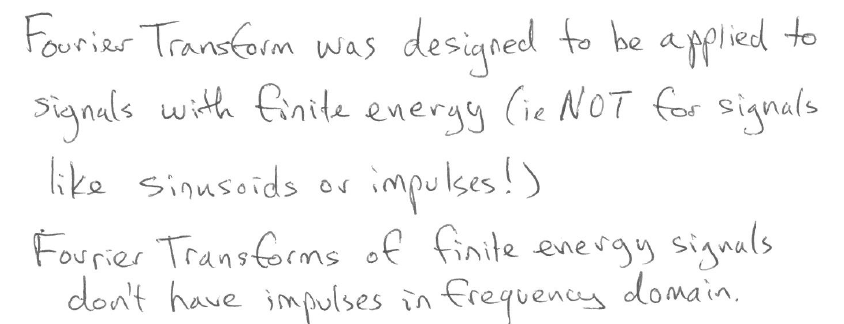 Fourier Transform was designed to be applied to
signals with finite energy (ie NOT for signals
like sinusoids or impulses!)
Fourier Transforms of finite energy signals
don't have impulses in frequency domain.